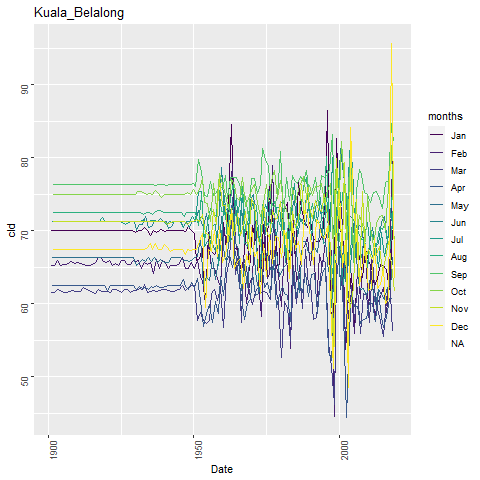 Kuala_Belalong
90
80
70
60
50
cld
1900
1950
2000
Date
months
Jan
Feb
Mar
Apr
May
Jun
Jul
Aug
Sep
Oct
Nov
Dec
NA